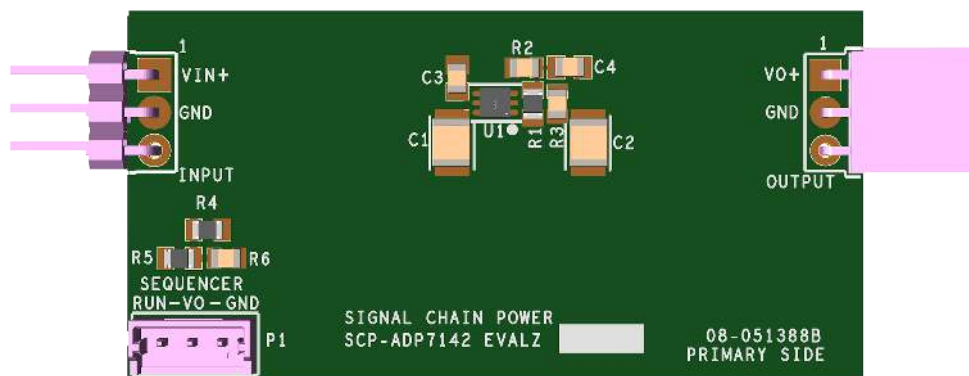 1
VIN+
GND
INPUT
R4
R5
R6
SEQUENCER
RUN-VO-GND
P1
R2
C3
C4
U1
R1
R3
C1
C2
1
VO+
GND
OUTPUT
SIGNAL CHAIN POWER
SCP-ADP7142 EVALZ
08-051388B
PRIMARY SIDE